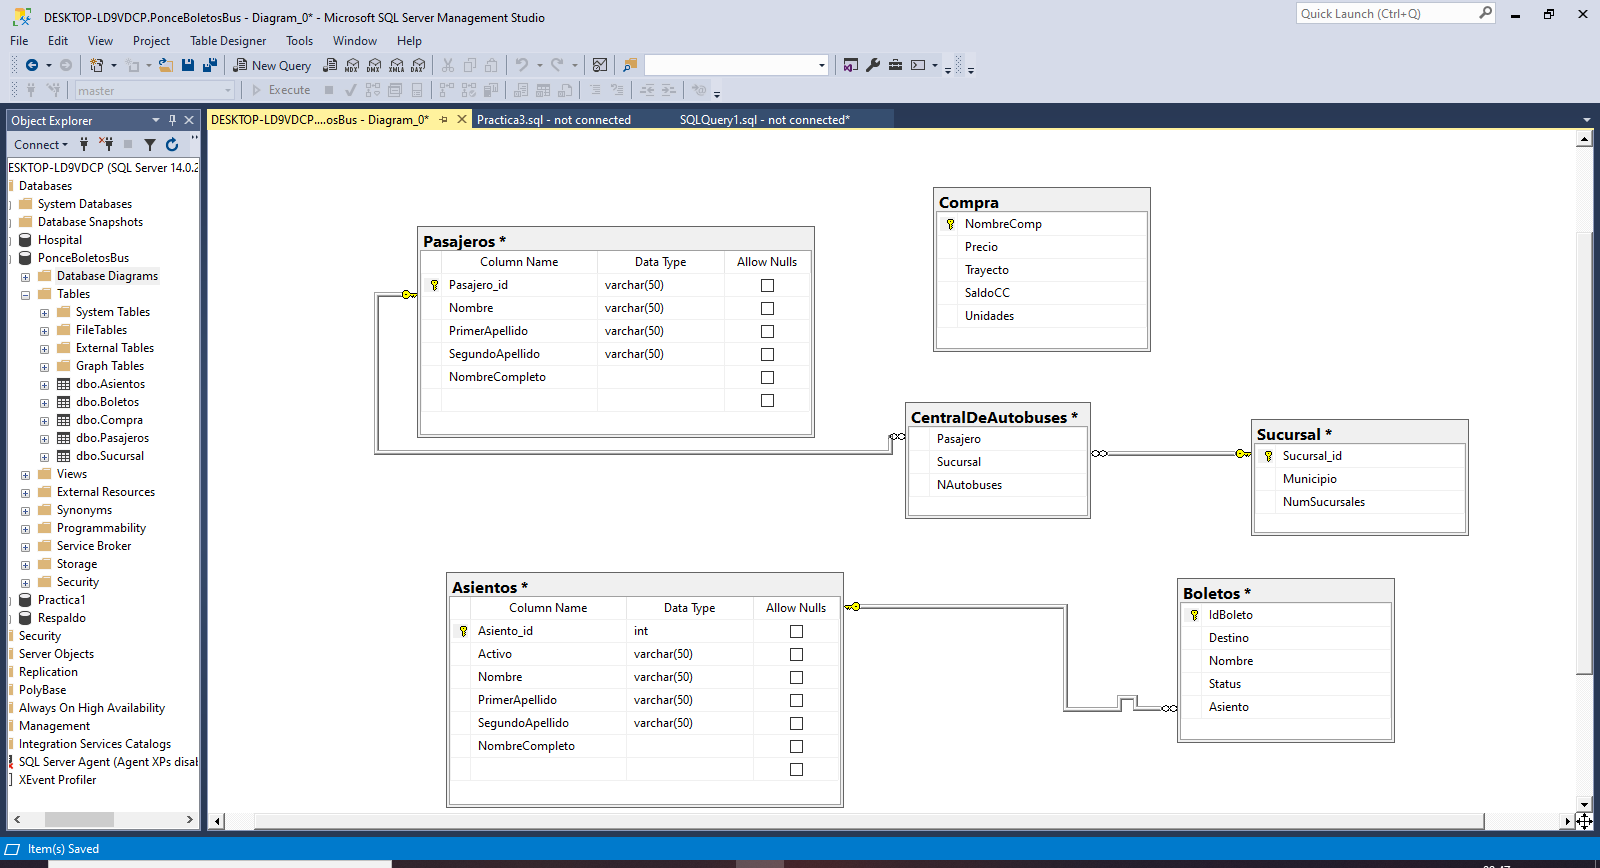 DESKTOP-LD9VDCP.PonceBoletosBus - Diagram_0* - Microsoft SQL Server Management Studio
Quick Launch (Ctrl+Q)
File Edit View Project Table Designer Tools Window Help
New Query MDX DMX XMLA DAX
master Execute
Object Explorer
DESKTOP-LD9VDCP....osBus - Diagram_0* Practica3.sql - not connected SQLQuery1.sql - not connected*
Connect
ESKTOP-LD9VDCP (SQL Server 14.0.2
Databases
System Databases
Database Snapshots
Hospital
PonceBoletosBus
Database Diagrams
Tables
System Tables
FileTables
External Tables
Graph Tables
dbo.Asientos
dbo.Boletos
dbo.Compra
dbo.Pasajeros
dbo.Sucursal
Views
External Resources
Synonyms
Programmability
Service Broker
Storage
Security
Practica1
Respaldo
Security
Server Objects
Replication
PolyBase
Always On High Availability
Management
Integration Services Catalogs
SQL Server Agent (Agent XPs disal
XEvent Profiler
Pasajeros *
Column Name Data Type Allow Nulls
Pasajero_id varchar(50)
Nombre varchar(50)
PrimerApellido varchar(50)
SegundoApellido varchar(50)
NombreCompleto
Compra
NombreComp
Precio
Trayecto
SaldoCC
Unidades
CentralDeAutobuses *
Pasajero
Sucursal
NAutobuses
Sucursal *
Sucursal_id
Municipio
NumSucursales
Asientos *
Column Name Data Type Allow Nulls
Asiento_id int
Activo varchar(50)
Nombre varchar(50)
PrimerApellido varchar(50)
SegundoApellido varchar(50)
NombreCompleto
Boletos *
IdBoleto
Destino
Nombre
Status
Asiento
Item(s) Saved